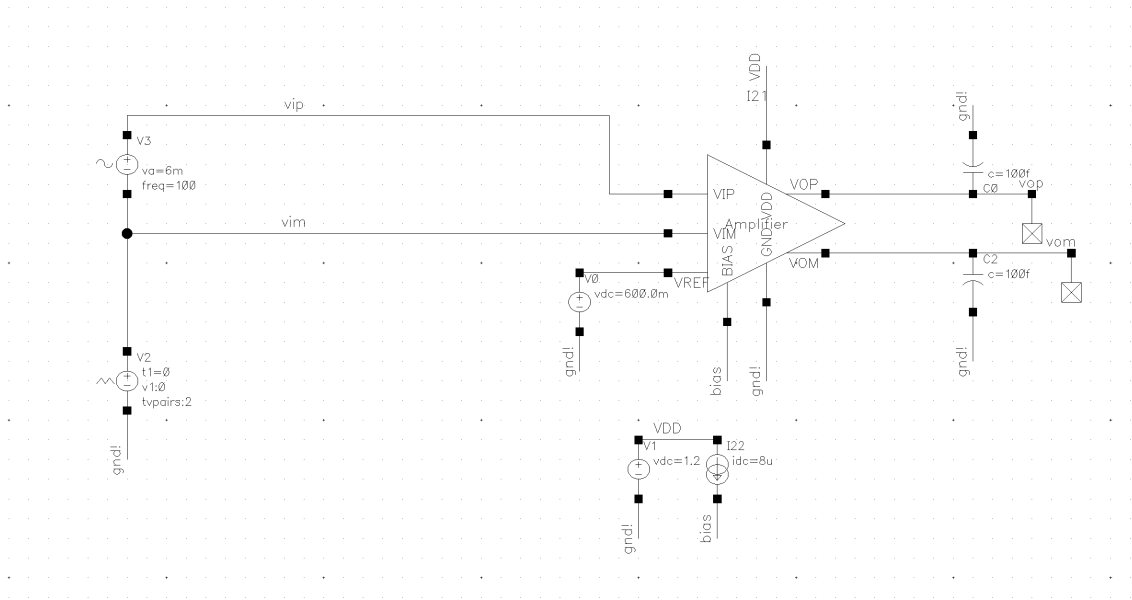 VDD
I21
vip
gnd!
V3
va=6m
freq=100
c=100f
C0
vop
VIP
VOP
vim
Amplifier
VIM
VDD
GND
BIAS
VOM
vom
C2
c=100f
V0
vdc=600.0m
VREF
gnd!
bias
gnd!
gnd!
V2
t1=0
v1:0
tvpairs:2
gnd!
VDD
V1
vdc=1.2
I22
idc=8u
gnd!
bias